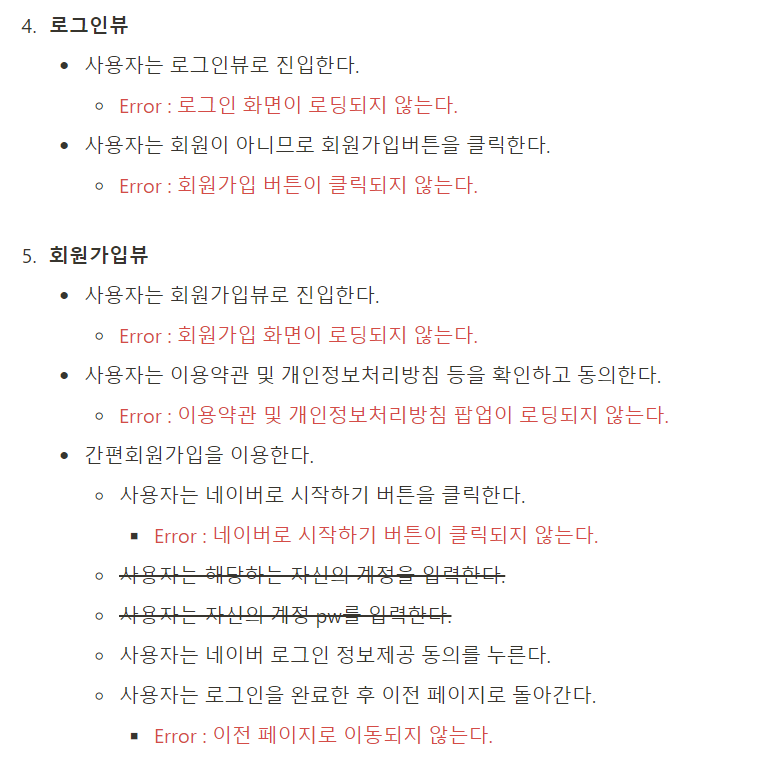 4. 로그인뷰
• 사용자는 로그인뷰로 진입한다.
◦ Error : 로그인 화면이 로딩되지 않는다.
• 사용자는 회원이 아니므로 회원가입버튼을 클릭한다.
◦ Error : 회원가입 버튼이 클릭되지 않는다.
5. 회원가입뷰
• 사용자는 회원가입뷰로 진입한다.
◦ Error : 회원가입 화면이 로딩되지 않는다.
• 사용자는 이용약관 및 개인정보처리방침 등을 확인하고 동의한다.
◦ Error : 이용약관 및 개인정보처리방침 팝업이 로딩되지 않는다.
• 간편회원가입을 이용한다.
◦ 사용자는 네이버로 시작하기 버튼을 클릭한다.
▪ Error : 네이버로 시작하기 버튼이 클릭되지 않는다.
◦ 사용자는 해당하는 자신의 계정을 입력한다.
◦ 사용자는 자신의 계정 pw를 입력한다.
◦ 사용자는 네이버 로그인 정보제공 동의를 누른다.
◦ 사용자는 로그인을 완료한 후 이전 페이지로 돌아간다.
▪ Error : 이전 페이지로 이동되지 않는다.